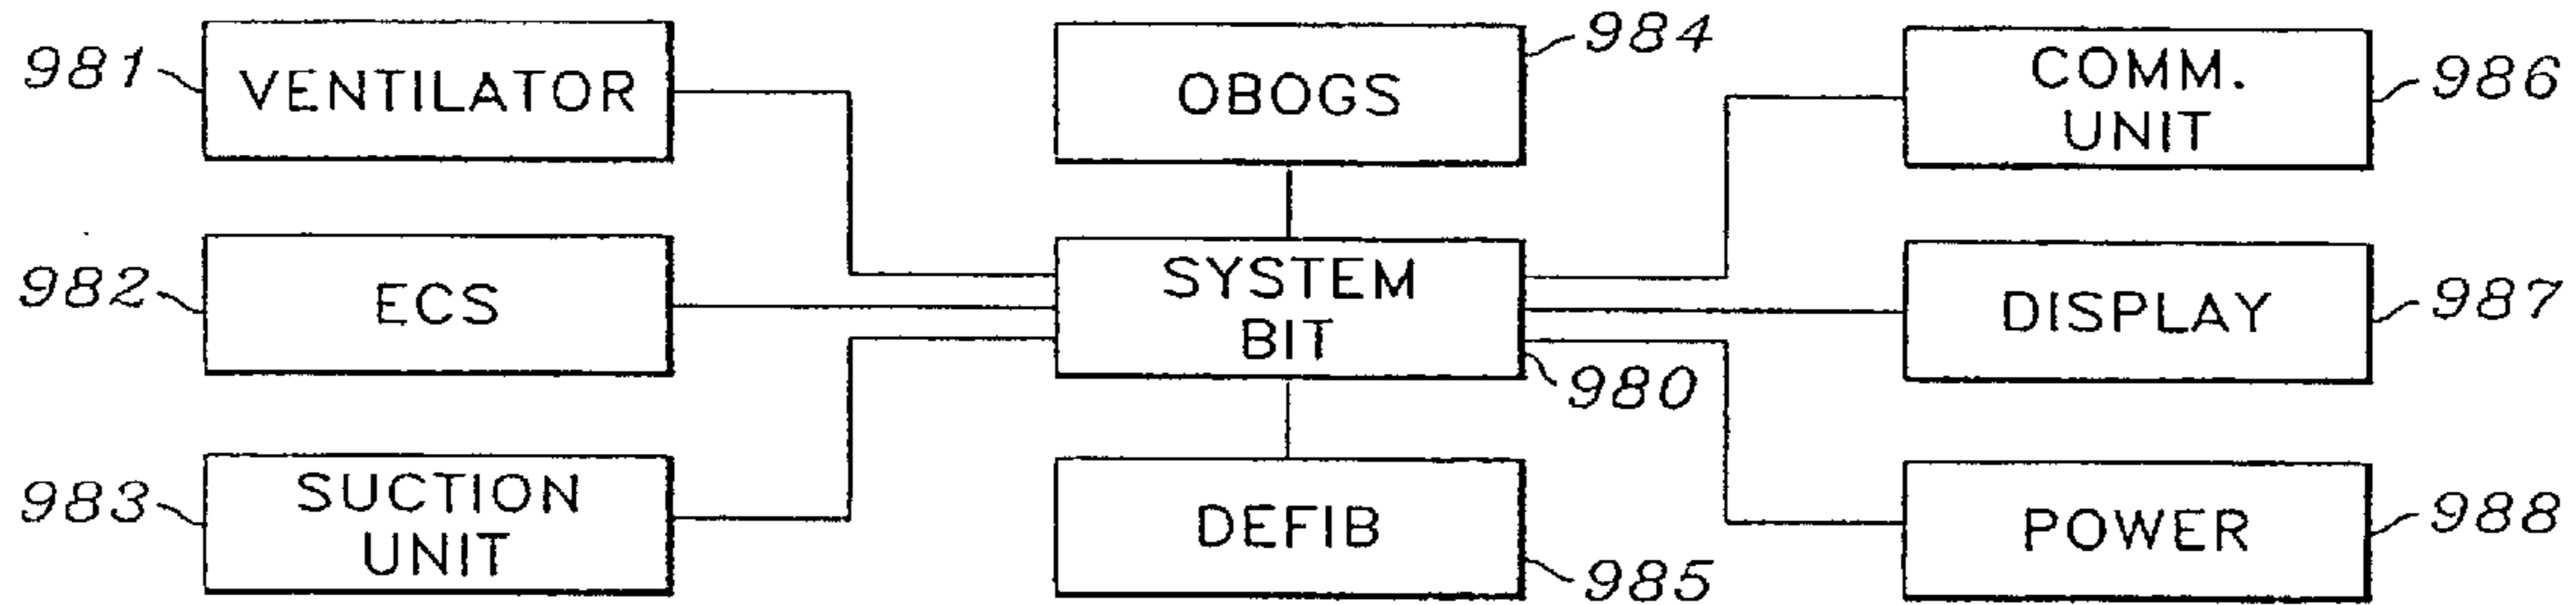 981
VENTILATOR
OBOGS
984
COMM.
UNIT
986
982
ECS
SYSTEM
BIT
980
DISPLAY
987
983
SUCTION
UNIT
DEFIB
985
POWER
988